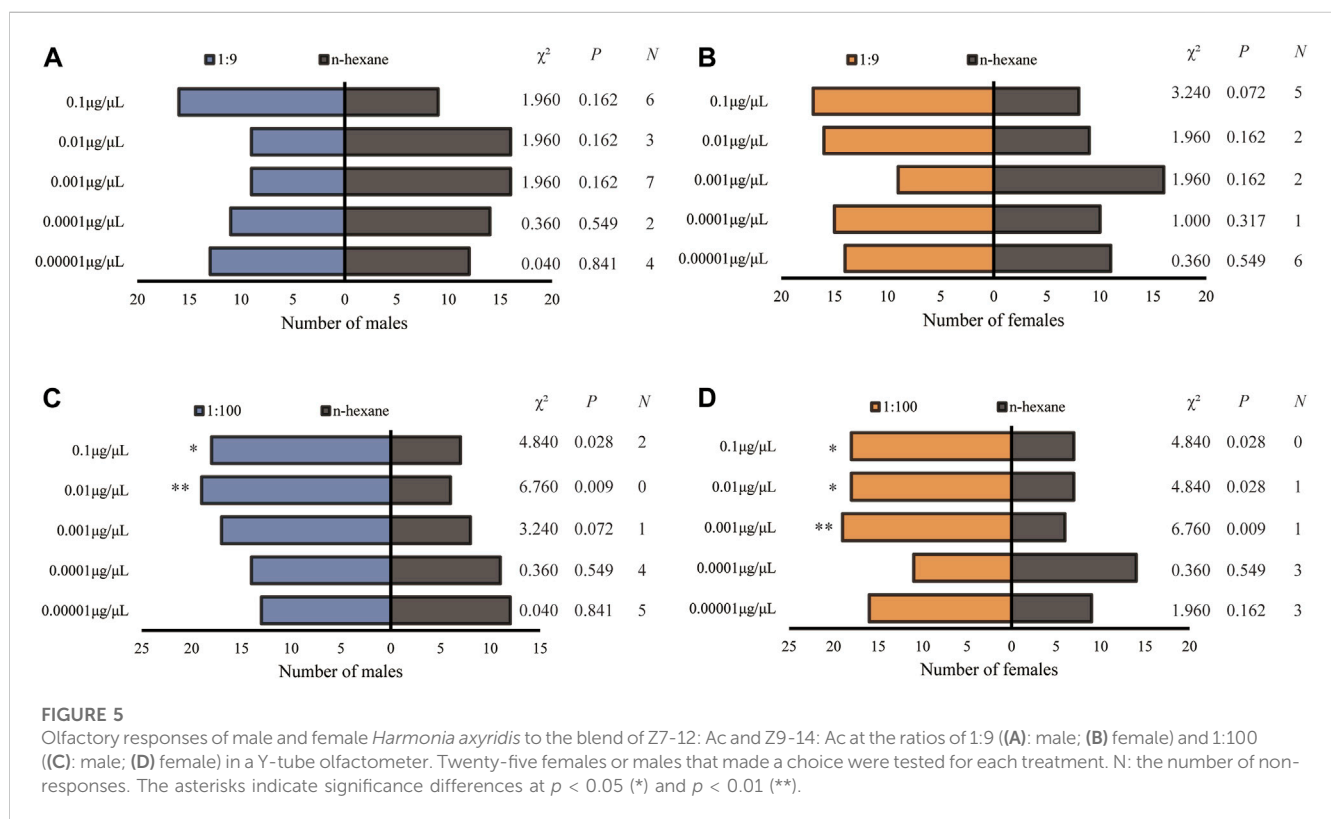 A
1:9 n-hexane χ² P N
0.1µg/µL 1.960 0.162 6
0.01µg/µL 1.960 0.162 3
0.001µg/µL 1.960 0.162 7
0.0001µg/µL 0.360 0.549 2
0.00001µg/µL 0.040 0.841 4
20 15 10 5 0 5 10 15 20
Number of males
B
1:9 n-hexane χ² P N
0.1µg/µL 3.240 0.072 5
0.01µg/µL 1.960 0.162 2
0.001µg/µL 1.960 0.162 2
0.0001µg/µL 1.000 0.317 1
0.00001µg/µL 0.360 0.549 6
20 15 10 5 0 5 10 15 20
Number of females
C
1:100 n-hexane χ² P N
0.1µg/µL * 4.840 0.028 2
0.01µg/µL ** 6.760 0.009 0
0.001µg/µL 3.240 0.072 1
0.0001µg/µL 0.360 0.549 4
0.00001µg/µL 0.040 0.841 5
25 20 15 10 5 0 5 10 15
Number of males
D
1:100 n-hexane χ² P N
0.1µg/µL * 4.840 0.028 0
0.01µg/µL * 4.840 0.028 1
0.001µg/µL ** 6.760 0.009 1
0.0001µg/µL 0.360 0.549 3
0.00001µg/µL 1.960 0.162 3
25 20 15 10 5 0 5 10 15 20
Number of females
FIGURE 5
Olfactory responses of male and female Harmonia axyridis to the blend of Z7-12: Ac and Z9-14: Ac at the ratios of 1:9 ((A): male; (B) female) and 1:100
((C): male; (D) female) in a Y-tube olfactometer. Twenty-five females or males that made a choice were tested for each treatment. N: the number of non-
responses. The asterisks indicate significance differences at p < 0.05 (*) and p < 0.01 (**).